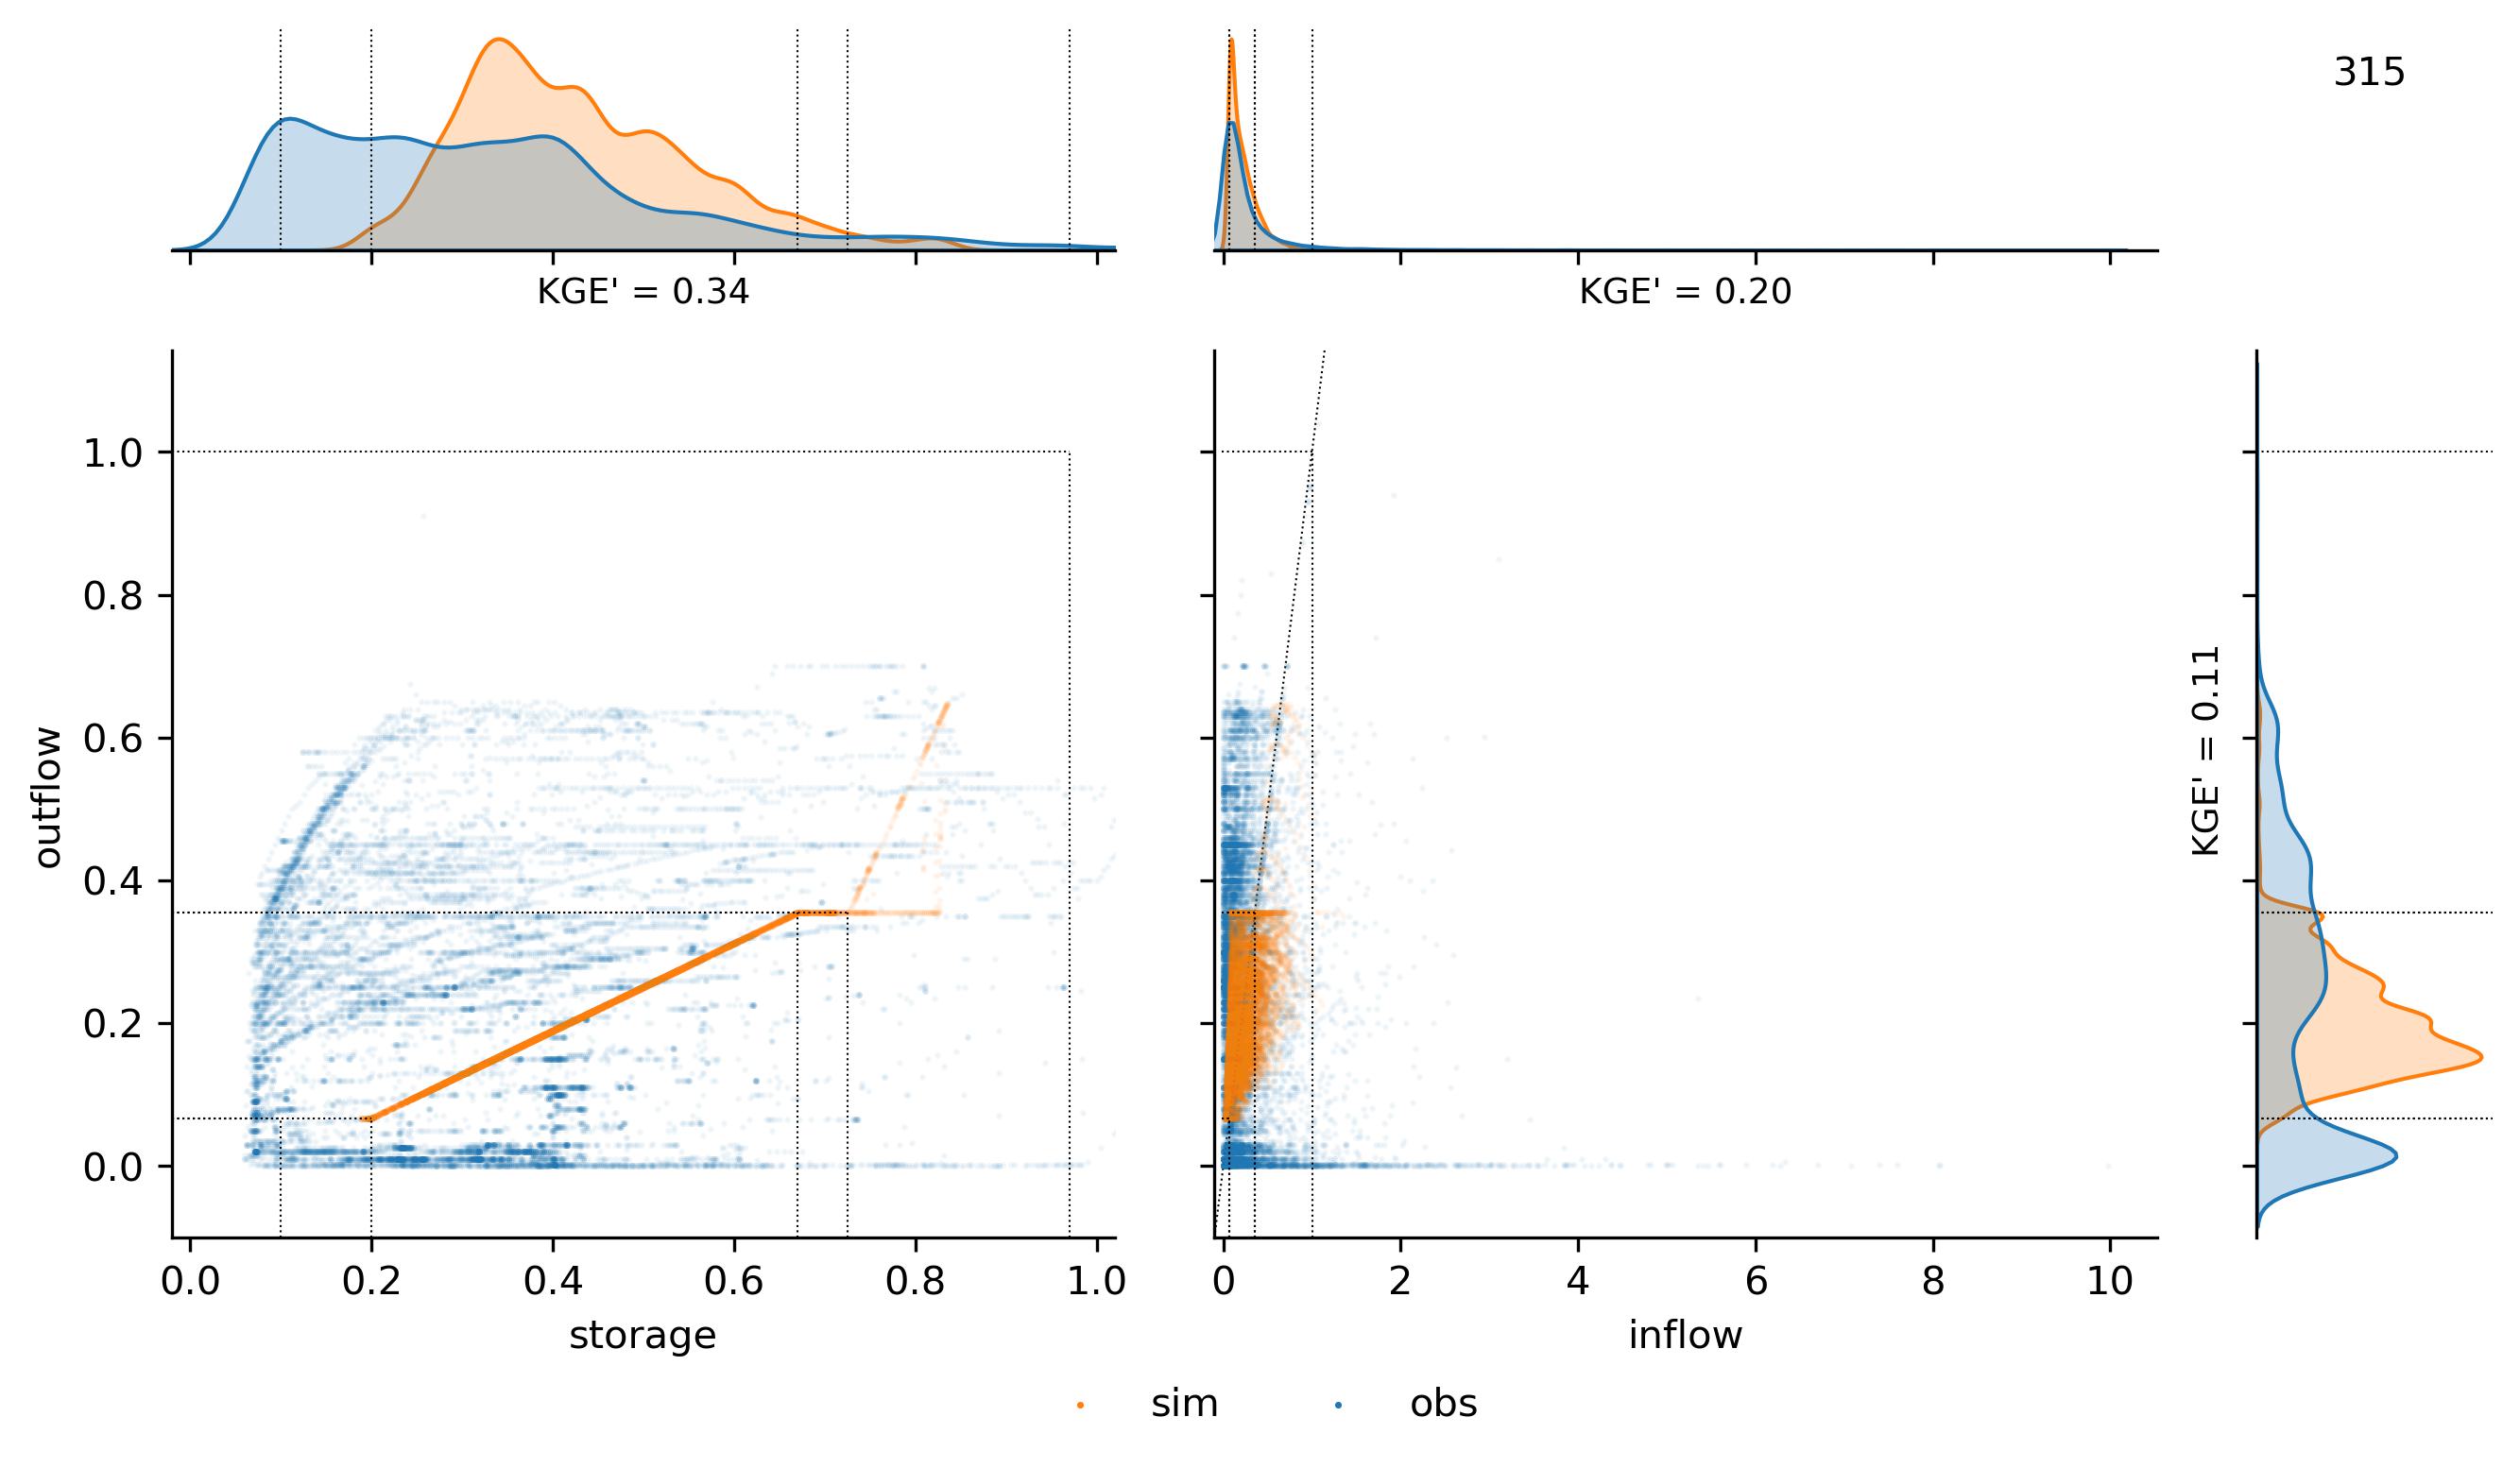 315
KGE' = 0.34
KGE' = 0.20
outflow
1.0
0.8
0.6
0.4
0.2
0.0
KGE' = 0.11
0.0 0.2 0.4 0.6 0.8 1.0
0 2 4 6 8 10
storage
inflow
sim obs